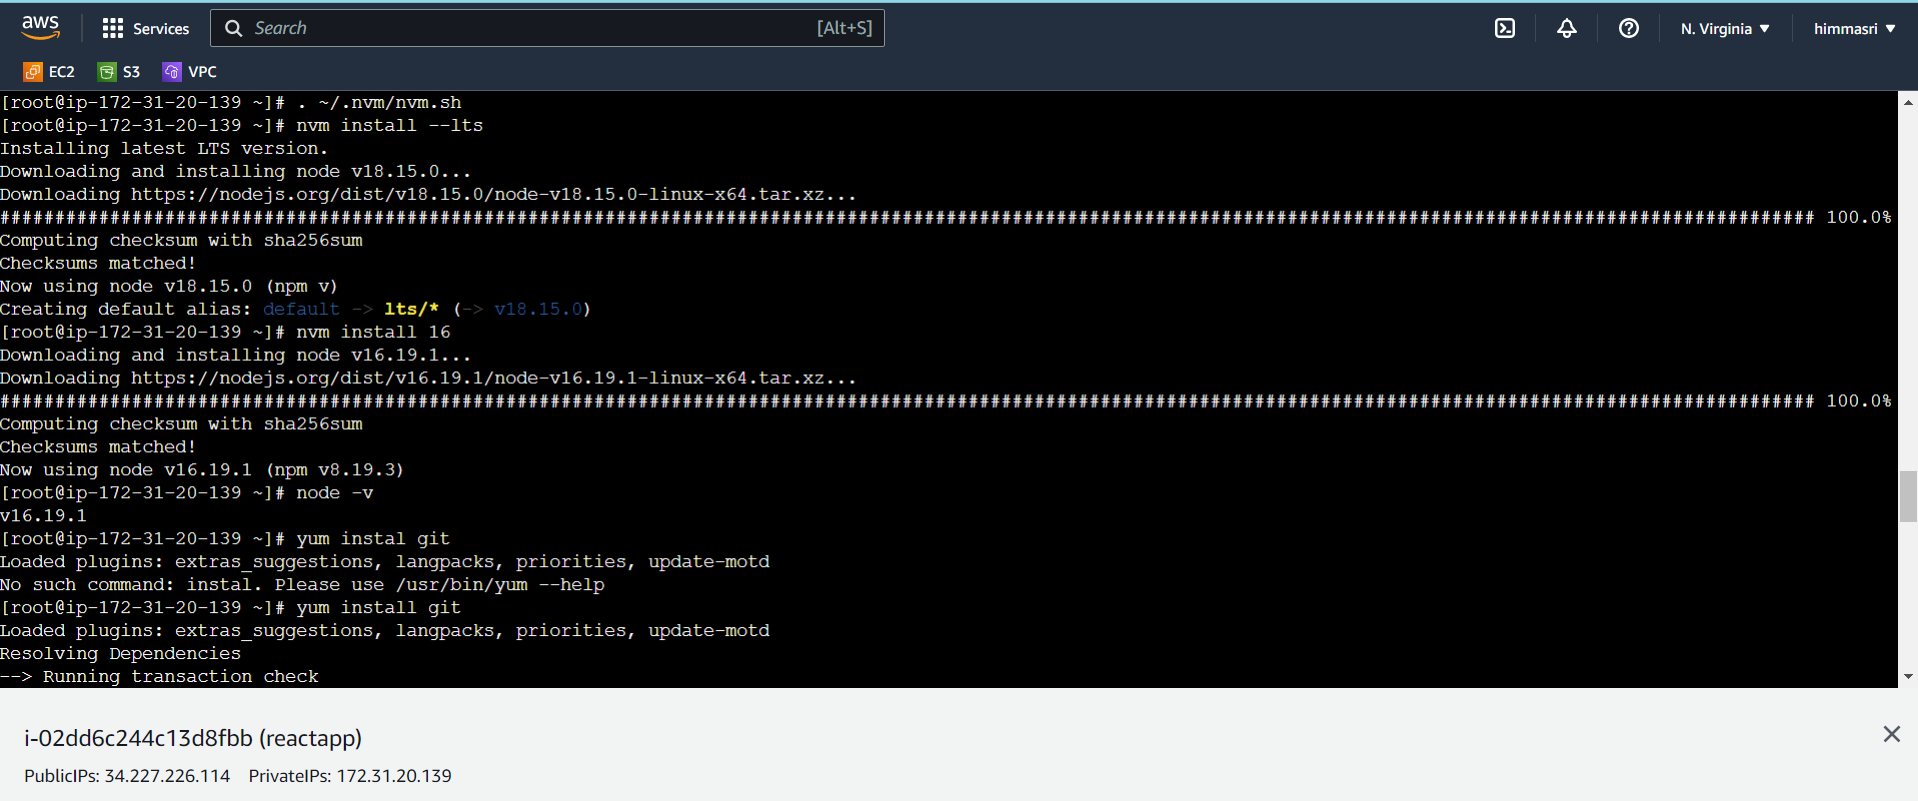 aws Services Search [Alt+S] N. Virginia himmasri
EC2 S3 VPC
[root@ip-172-31-20-139 ~]# . ~/.nvm/nvm.sh
[root@ip-172-31-20-139 ~]# nvm install --lts
Installing latest LTS version.
Downloading and installing node v18.15.0...
Downloading https://nodejs.org/dist/v18.15.0/node-v18.15.0-linux-x64.tar.xz...
##################################################################################################################################################################### 100.0%
Computing checksum with sha256sum
Checksums matched!
Now using node v18.15.0 (npm v)
Creating default alias: default -> lts/* (-> v18.15.0)
[root@ip-172-31-20-139 ~]# nvm install 16
Downloading and installing node v16.19.1...
Downloading https://nodejs.org/dist/v16.19.1/node-v16.19.1-linux-x64.tar.xz...
##################################################################################################################################################################### 100.0%
Computing checksum with sha256sum
Checksums matched!
Now using node v16.19.1 (npm v8.19.3)
[root@ip-172-31-20-139 ~]# node -v
v16.19.1
[root@ip-172-31-20-139 ~]# yum instal git
Loaded plugins: extras_suggestions, langpacks, priorities, update-motd
No such command: instal. Please use /usr/bin/yum --help
[root@ip-172-31-20-139 ~]# yum install git
Loaded plugins: extras_suggestions, langpacks, priorities, update-motd
Resolving Dependencies
--> Running transaction check
i-02dd6c244c13d8fbb (reactapp)
PublicIPs: 34.227.226.114 PrivateIPs: 172.31.20.139